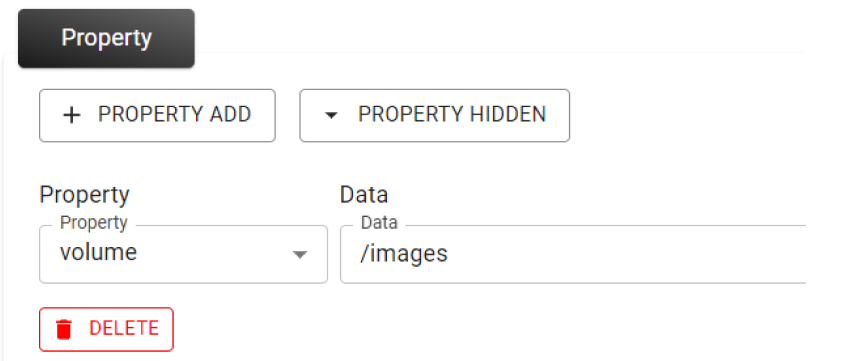 Property
PROPERTY ADD PROPERTY HIDDEN
Property Data
Property Data
volume /images
DELETE